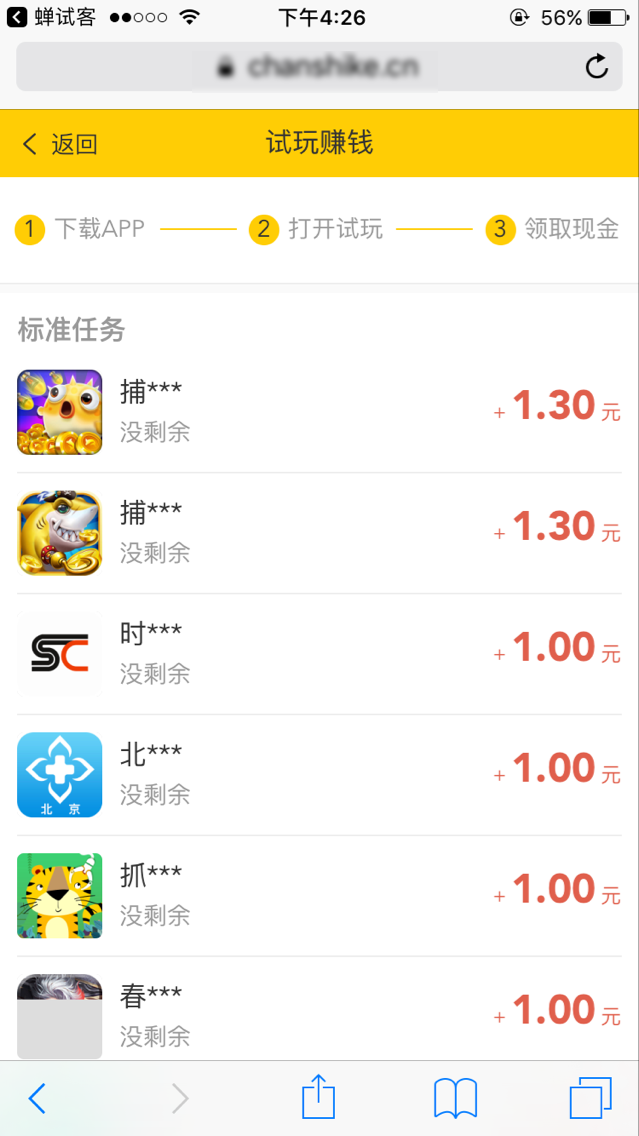 蝉试客 下午4:26 56%
chanshike.cn
返回 试玩赚钱
1 下载APP 2 打开试玩 3 领取现金
标准任务
捕***
没剩余
+ 1.30 元
捕***
没剩余
+ 1.30 元
SC
时***
没剩余
+ 1.00 元
北京
北***
没剩余
+ 1.00 元
抓***
没剩余
+ 1.00 元
春***
没剩余
+ 1.00 元